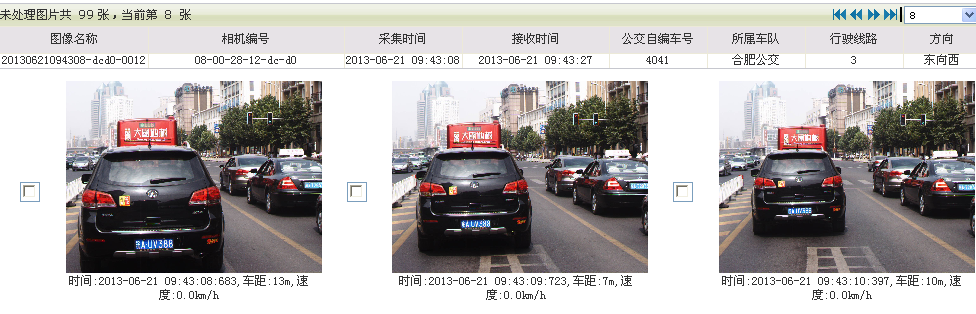 未处理图片共 99 张，当前第 8 张
8
图像名称 相机编号 采集时间 接收时间 公交自编车号 所属车队 行驶线路 方向
20130621094308-dcd0-0012 08-00-28-12-dc-d0 2013-06-21 09:43:08 2013-06-21 09:43:27 4041 合肥公交 3 东向西
皖A·UV388
皖A·UV388
皖A·UV388
时间:2013-06-21 09:43:08:683,车距:13m,速
度:0.0km/h
时间:2013-06-21 09:43:09:723,车距:7m,速
度:0.0km/h
时间:2013-06-21 09:43:10:397,车距:10m,速
度:0.0km/h